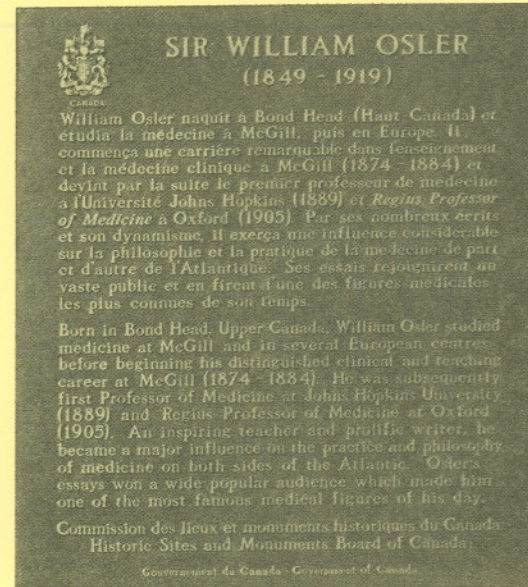 CANADA
SIR WILLIAM OSLER
(1849 - 1919)
William Osler naquit à Bond Head (Haut Canada) et
étudia la médecine à McGill, puis en Europe. Il
commença une carrière remarquable dans l'enseignement
et la médecine clinique à McGill (1874 - 1884) et
devint par la suite le premier professeur de médecine
à l'Université Johns Hopkins (1889) et Regius Professor
of Medicine à Oxford (1905). Par ses nombreux écrits
et son dynamisme, il exerça une influence considérable
sur la philosophie et la pratique de la médecine de part
et d'autre de l'Atlantique. Ses essais rejoignirent un
vaste public et en firent l'une des figures médicales
les plus connues de son temps.
Born in Bond Head, Upper Canada, William Osler studied
medicine at McGill and in several European centres
before beginning his distinguished clinical and teaching
career at McGill (1874 - 1884). He was subsequently
first Professor of Medicine at Johns Hopkins University
(1889) and Regius Professor of Medicine at Oxford
(1905). An inspiring teacher and prolific writer, he
became a major influence on the practice and philosophy
of medicine on both sides of the Atlantic. Osler's
essays won a wide popular audience which made him
one of the most famous medical figures of his day.
Commission des lieux et monuments historiques du Canada
Historic Sites and Monuments Board of Canada
Gouvernement du Canada - Government of Canada